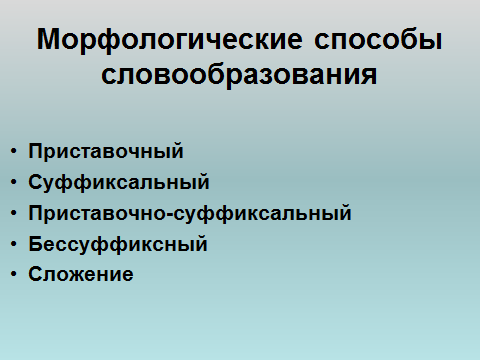 Морфологические способы
словообразования
• Приставочный
• Суффиксальный
• Приставочно-суффиксальный
• Бессуффиксный
• Сложение